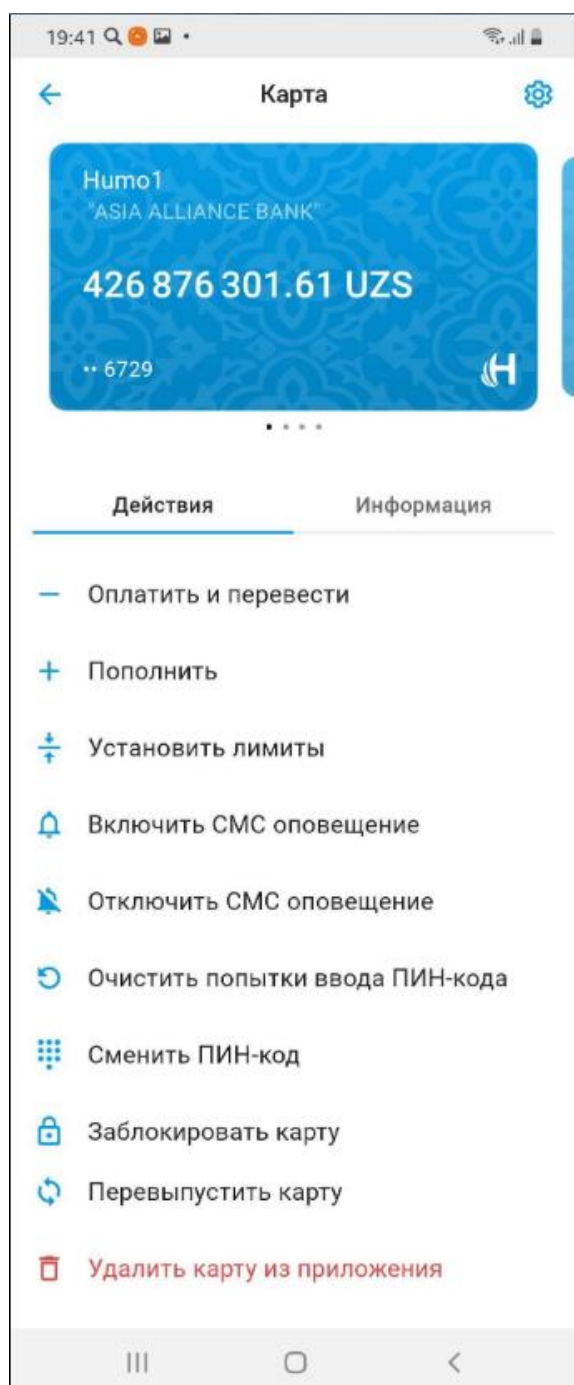 19:41
Карта
Humo1
"ASIA ALLIANCE BANK"
426 876 301.61 UZS
•• 6729
Действия
Информация
Оплатить и перевести
Пополнить
Установить лимиты
Включить СМС оповещение
Отключить СМС оповещение
Очистить попытки ввода ПИН-кода
Сменить ПИН-код
Заблокировать карту
Перевыпустить карту
Удалить карту из приложения